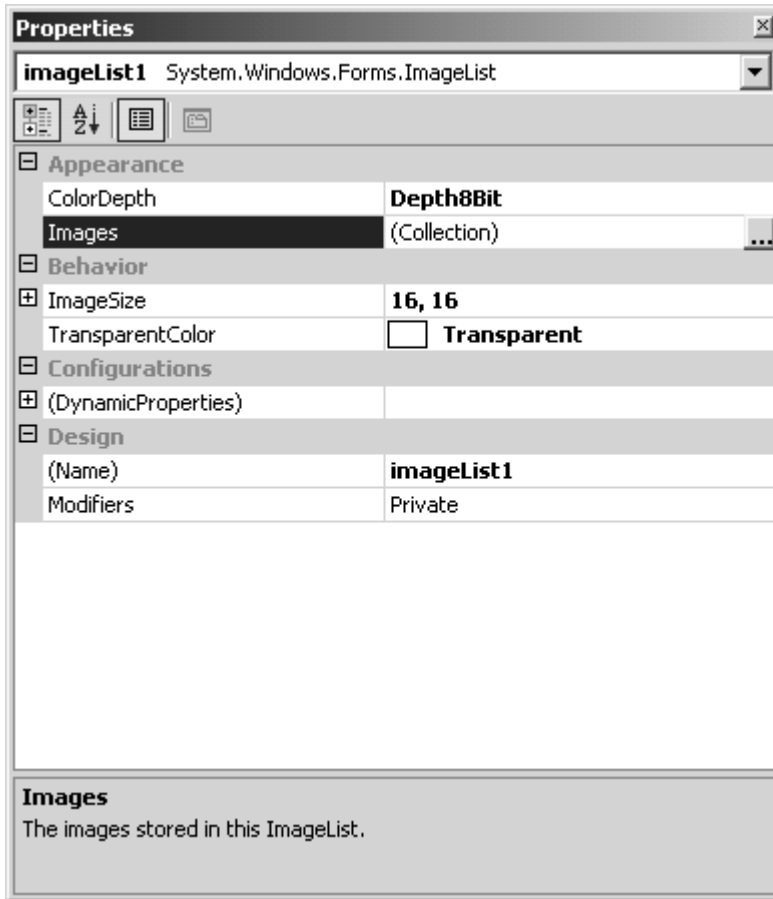 Properties
imageList1 System.Windows.Forms.ImageList
Appearance
ColorDepth Depth8Bit
Images (Collection) ...
Behavior
ImageSize 16, 16
TransparentColor Transparent
Configurations
(DynamicProperties)
Design
(Name) imageList1
Modifiers Private
Images
The images stored in this ImageList.